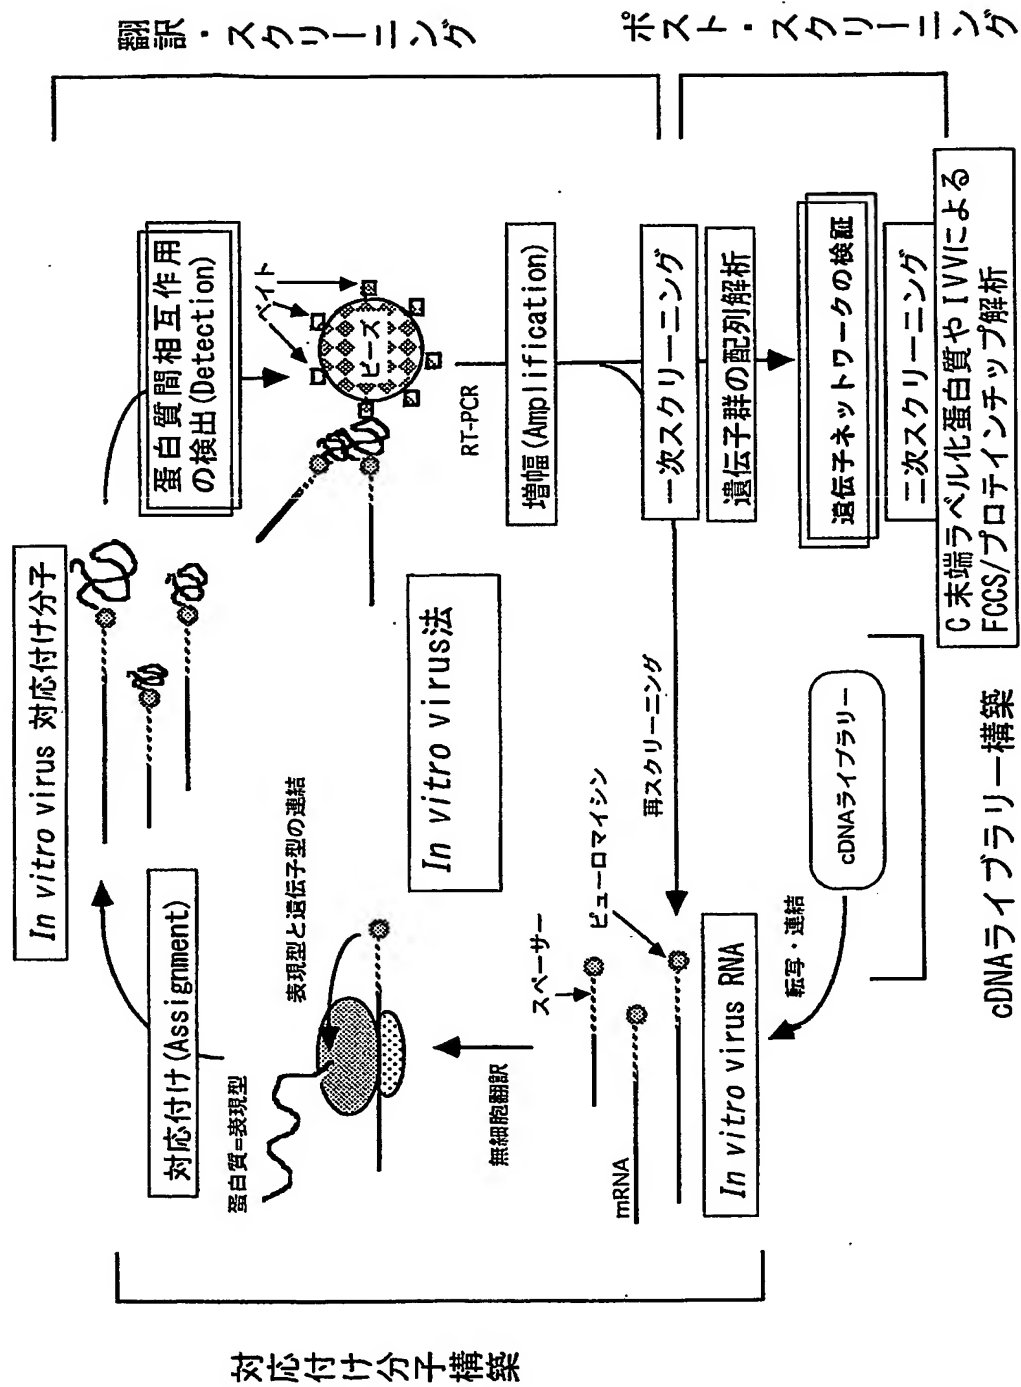 対応付け分子構築
In vitro virus 対応付け分子
対応付け(Assignment)
蛋白質=表現型
表現型と遺伝子型の連結
無細胞翻訳
スペーサー
ピューロマイシン
mRNA
In vitro virus RNA
In vitro virus法
再スクリーニング
転写・連結
cDNAライブラリー
cDNAライブラリー構築
翻訳・スクリーニング
蛋白質間相互作用
の検出(Detection)
ベイト
ビーズ
RT-PCR
増幅(Amplification)
一次スクリーニング
遺伝子群の配列解析
遺伝子ネットワークの検証
二次スクリーニング
C末端ラベル化蛋白質やIVVによる
FCCS/プロテインチップ解析
ポスト・スクリーニング